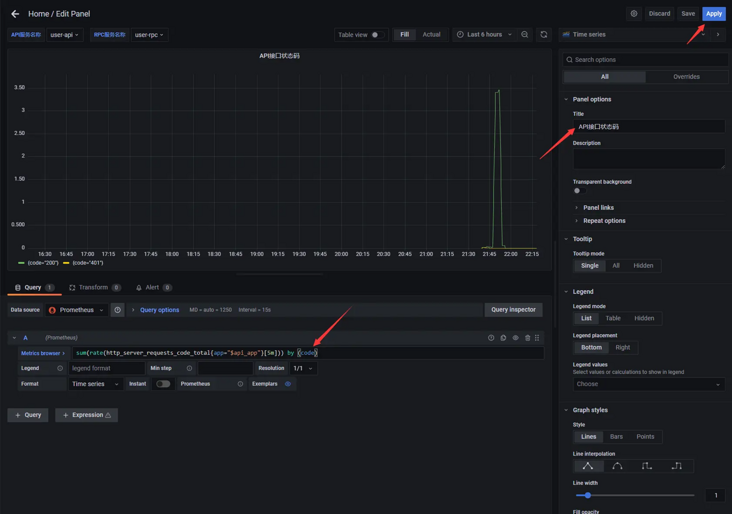 Home / Edit Panel
Discard
Save
Apply
API服务名称
user-api
RPC服务名称
user-rpc
Table view
Fill
Actual
Last 6 hours
Time series
Search options
All
Overrides
API接口状态码
3.50
3
2.50
2
1.50
1
0.500
0
16:30 16:45 17:00 17:15 17:30 17:45 18:00 18:15 18:30 18:45 19:00 19:15 19:30 19:45 20:00 20:15 20:30 20:45 21:00 21:15 21:30 21:45 22:00 22:15
{code="200"} {code="401"}
Panel options
Title
API接口状态码
Description
Transparent background
Panel links
Repeat options
Tooltip
Tooltip mode
Single All Hidden
Legend
Legend mode
List Table Hidden
Legend placement
Bottom Right
Legend values
Select values or calculations to show in legend
Choose
Graph styles
Style
Lines Bars Points
Line interpolation
Line width
1
Fill opacity
Query 1
Transform 0
Alert 0
Data source
Prometheus
Query options
MD = auto = 1250
Interval = 15s
Query inspector
A
(Prometheus)
Metrics browser
sum(rate(http_server_requests_code_total{app="$api_app"}[5m])) by (code)
Legend
legend format
Min step
Resolution
1/1
Format
Time series
Instant
Prometheus
Exemplars
+ Query
+ Expression